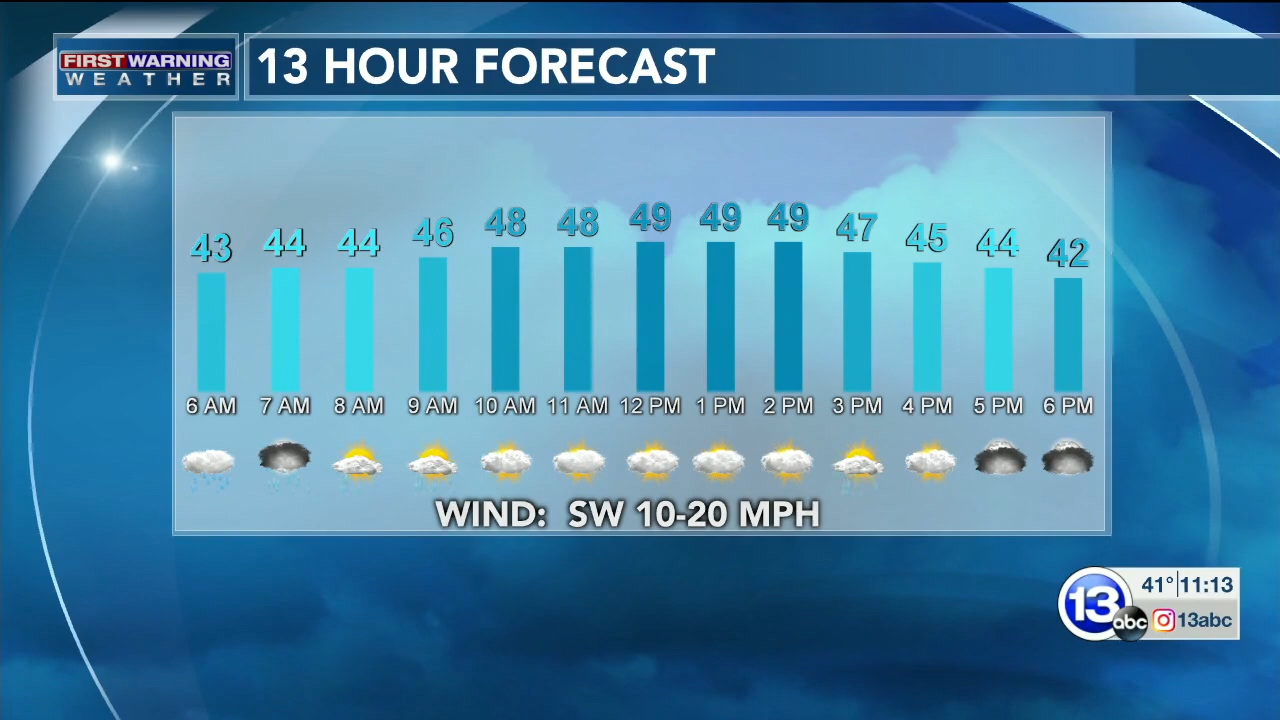 FIRST WARNING
WEATHER
13 HOUR FORECAST
43 44 44 46 48 48 49 49 49 47 45 44 42
6 AM 7 AM 8 AM 9 AM 10 AM 11 AM 12 PM 1 PM 2 PM 3 PM 4 PM 5 PM 6 PM
WIND: SW 10-20 MPH
13 abc
41° 11:13
13abc